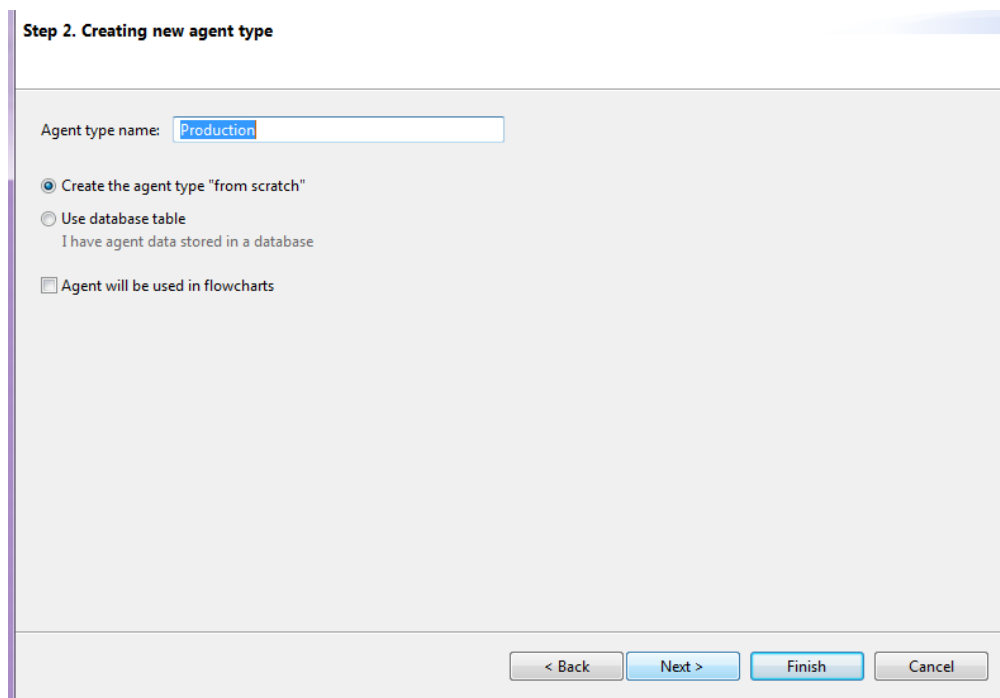 Step 2. Creating new agent type
Agent type name: Production
Create the agent type "from scratch"
Use database table
I have agent data stored in a database
Agent will be used in flowcharts
< Back Next > Finish Cancel